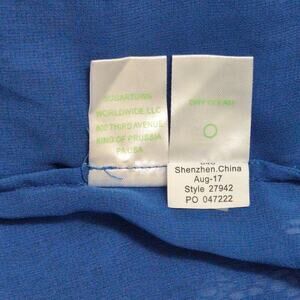 SUGARTOWN
WORLDWIDE, LLC
800 THIRD AVENUE
KING OF PRUSSIA
PA USA
DRY CLEAN
Shenzhen.China
Aug-17
Style 27942
PO 047222